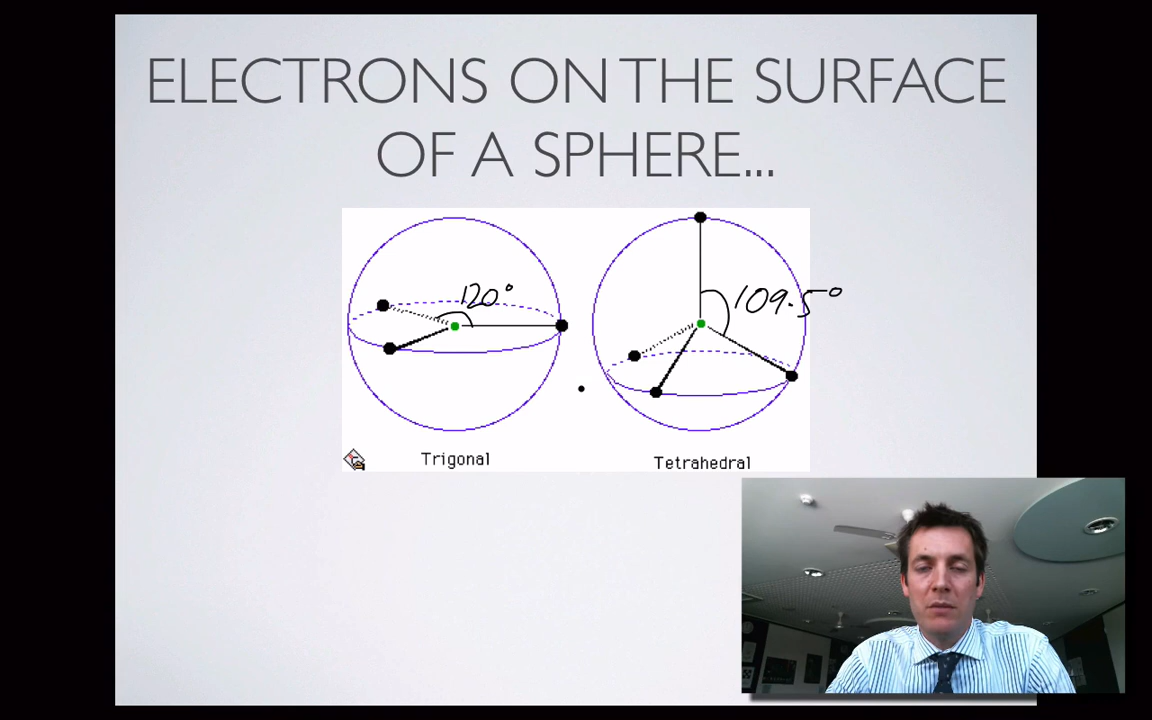 ELECTRONS ON THE SURFACE
OF A SPHERE...
120°
109.5°
Trigonal
Tetrahedral